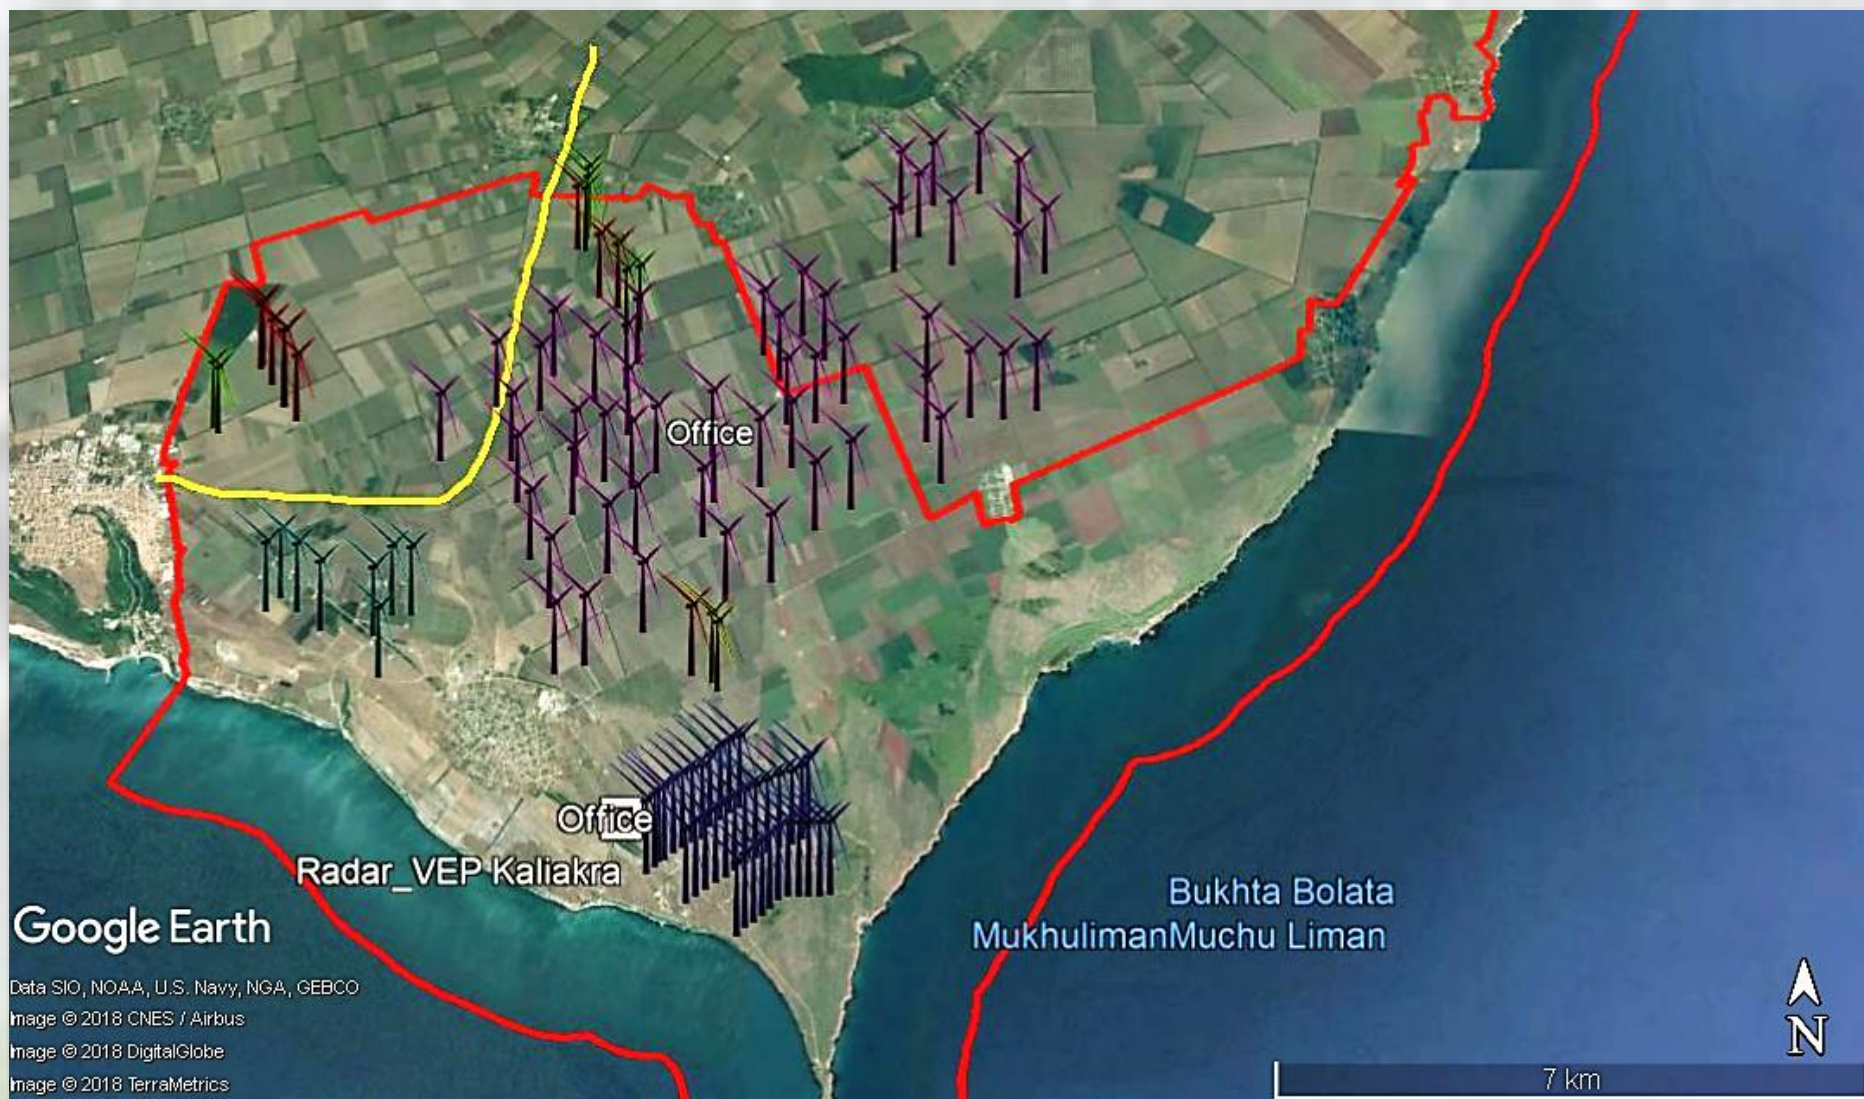 Office
Office
Radar_VEP Kaliakra
Bukhta Bolata
MukhulimanMuchu Liman
Google Earth
Data SIO, NOAA, U.S. Navy, NGA, GEBCO
Image © 2018 CNES / Airbus
Image © 2018 DigitalGlobe
Image © 2018 TerraMetrics
N
7 km